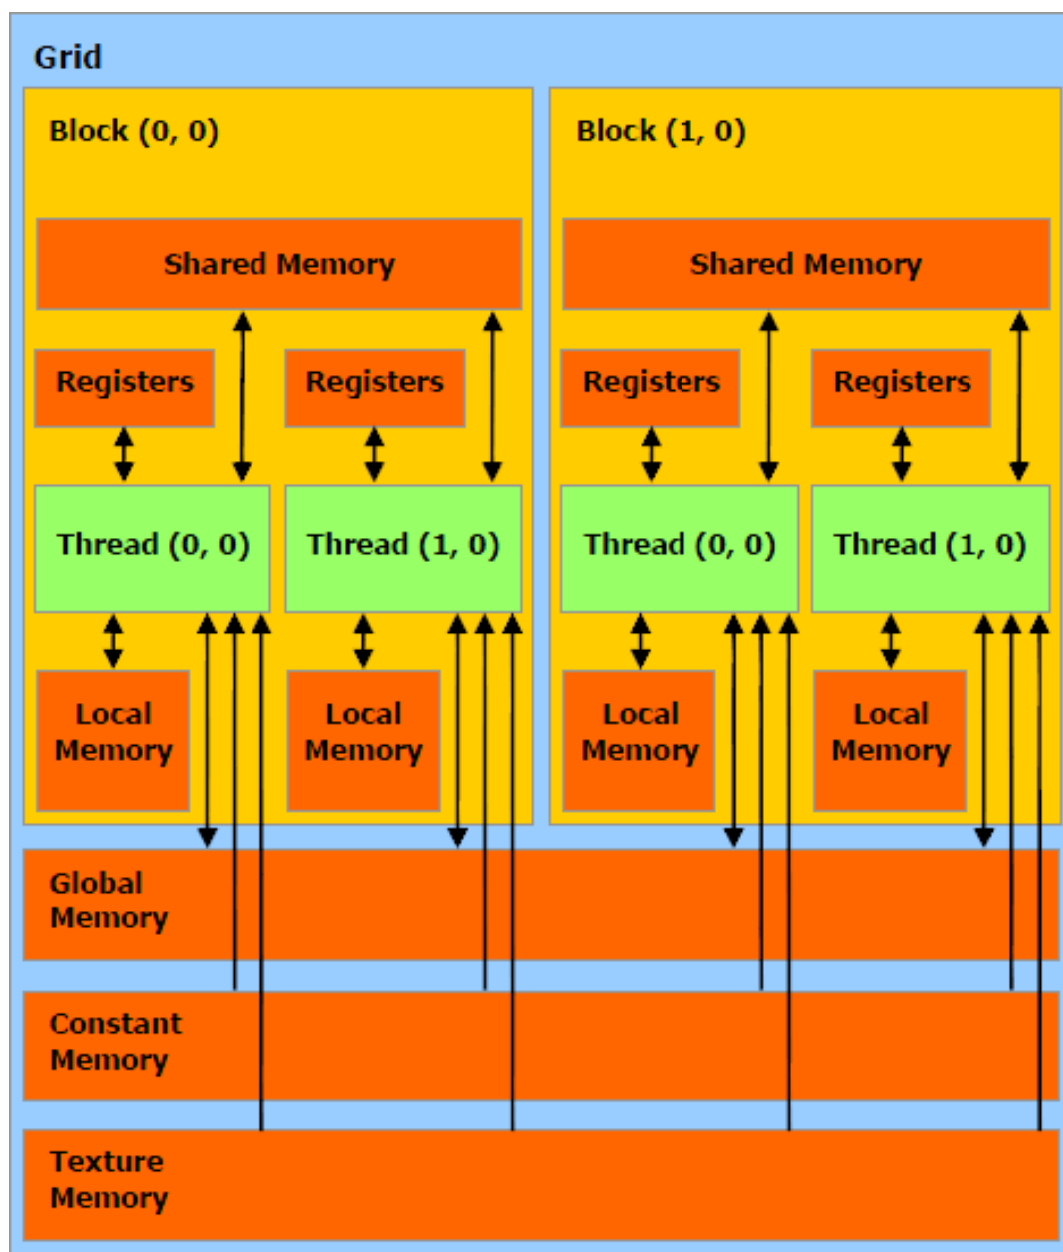 Grid
Block (0, 0)
Block (1, 0)
Shared Memory
Shared Memory
Registers
Registers
Registers
Registers
Thread (0, 0)
Thread (1, 0)
Thread (0, 0)
Thread (1, 0)
Local
Memory
Local
Memory
Local
Memory
Local
Memory
Global
Memory
Constant
Memory
Texture
Memory